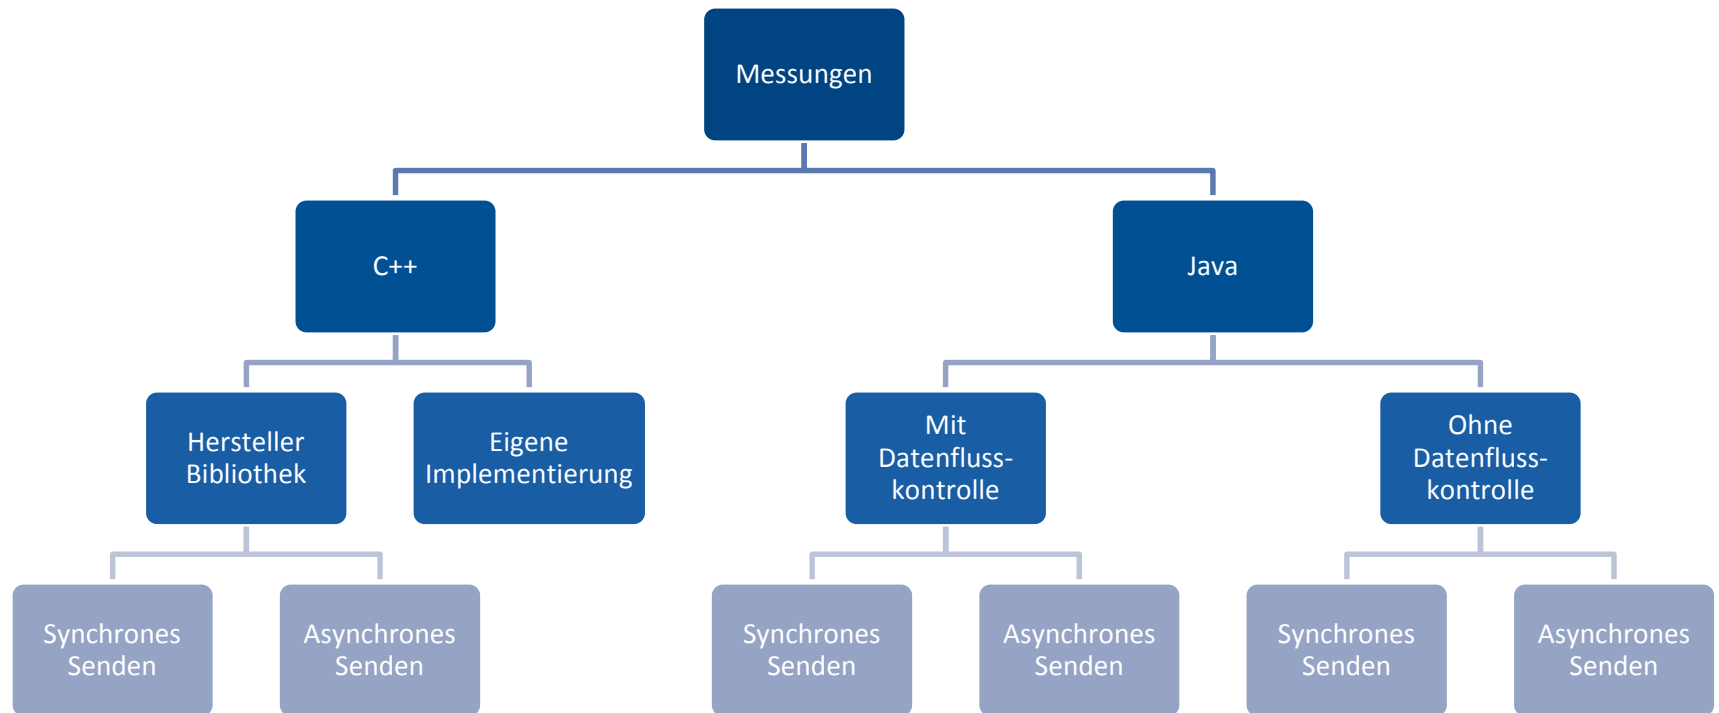 Messungen
C++
Java
Hersteller
Bibliothek
Eigene
Implementierung
Mit
Datenfluss-
kontrolle
Ohne
Datenfluss-
kontrolle
Synchrones
Senden
Asynchrones
Senden
Synchrones
Senden
Asynchrones
Senden
Synchrones
Senden
Asynchrones
Senden